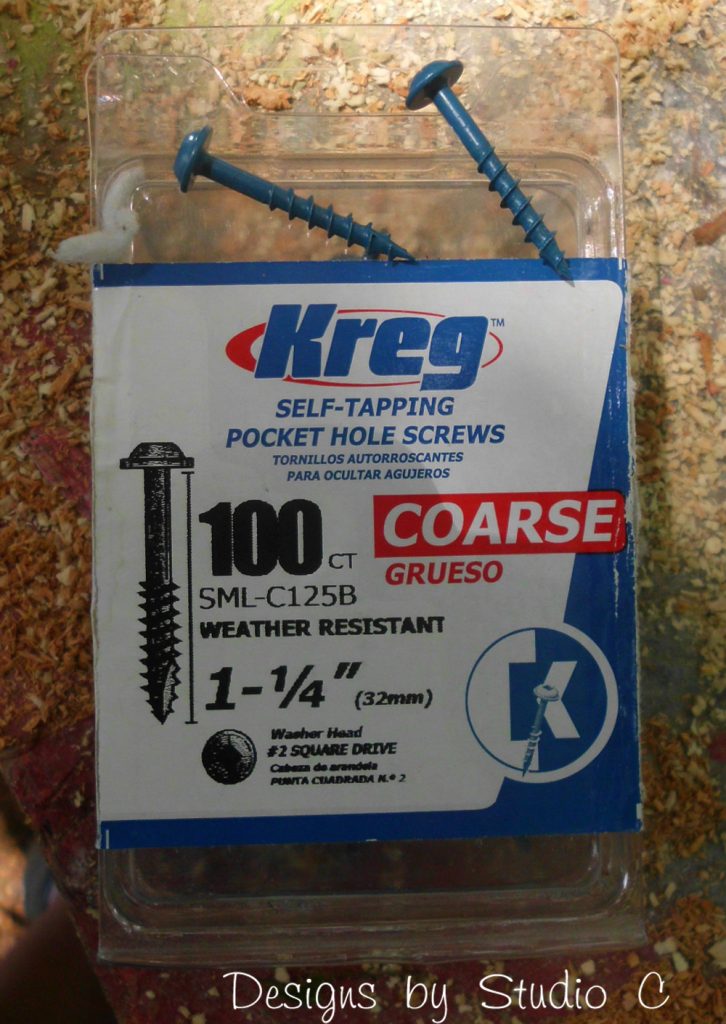 Kreg™
SELF-TAPPING
POCKET HOLE SCREWS
TORNILLOS AUTORROSCANTES
PARA OCULTAR AGUJEROS
COARSE
GRUESO
100 CT
SML-C125B
WEATHER RESISTANT
1-¼" (32mm)
Washer Head
#2 SQUARE DRIVE
Cabeza de arandela
PUNTA CUADRADA N.º 2
K
Designs by Studio C